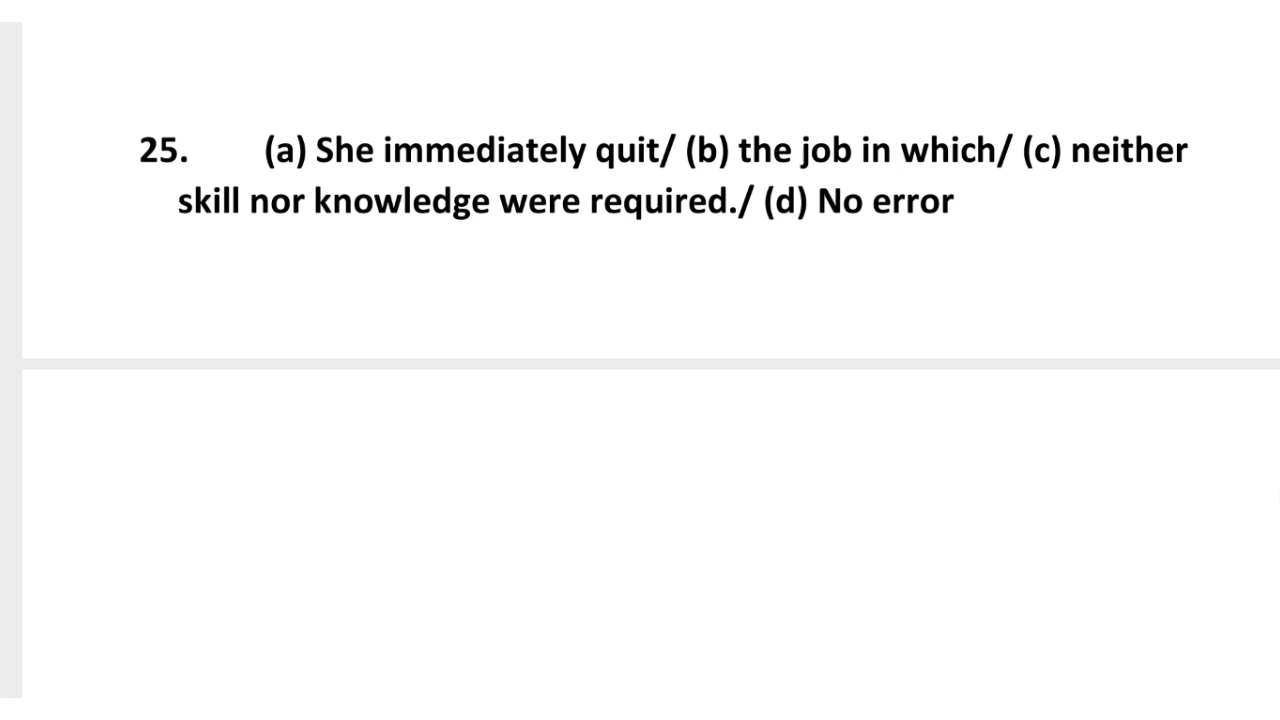 25. (a) She immediately quit/ (b) the job in which/ (c) neither
skill nor knowledge were required./ (d) No error